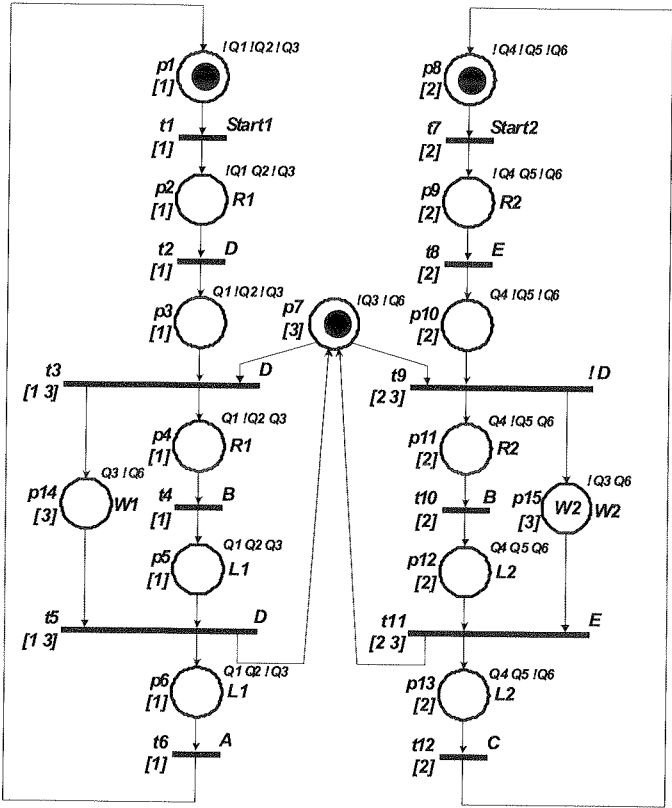 !Q1!Q2!Q3
p1
[1]
t1 Start1
[1]
!Q1 Q2!Q3
p2
[1] R1
t2 D
[1]
Q1!Q2!Q3
p3
[1]
t3 D
[1 3]
Q1!Q2 Q3
p4
[1] R1
Q3!Q6
p14
[3] W1
t4 B
[1]
Q1 Q2 Q3
p5
[1] L1
t5 D
[1 3]
Q1 Q2!Q3
p6
[1] L1
t6 A
[1]
p7 !Q3!Q6
[3]
!Q4!Q5!Q6
p8
[2]
t7 Start2
[2]
!Q4 Q5!Q6
p9
[2] R2
t8 E
[2]
Q4!Q5!Q6
p10
[2]
t9 !D
[2 3]
Q4!Q5 Q6
p11
[2] R2
!Q3 Q6
p15
[3] W2 W2
t10 B
[2]
Q4 Q5 Q6
p12
[2] L2
t11 E
[2 3]
Q4 Q5!Q6
p13
[2] L2
t12 C
[2]